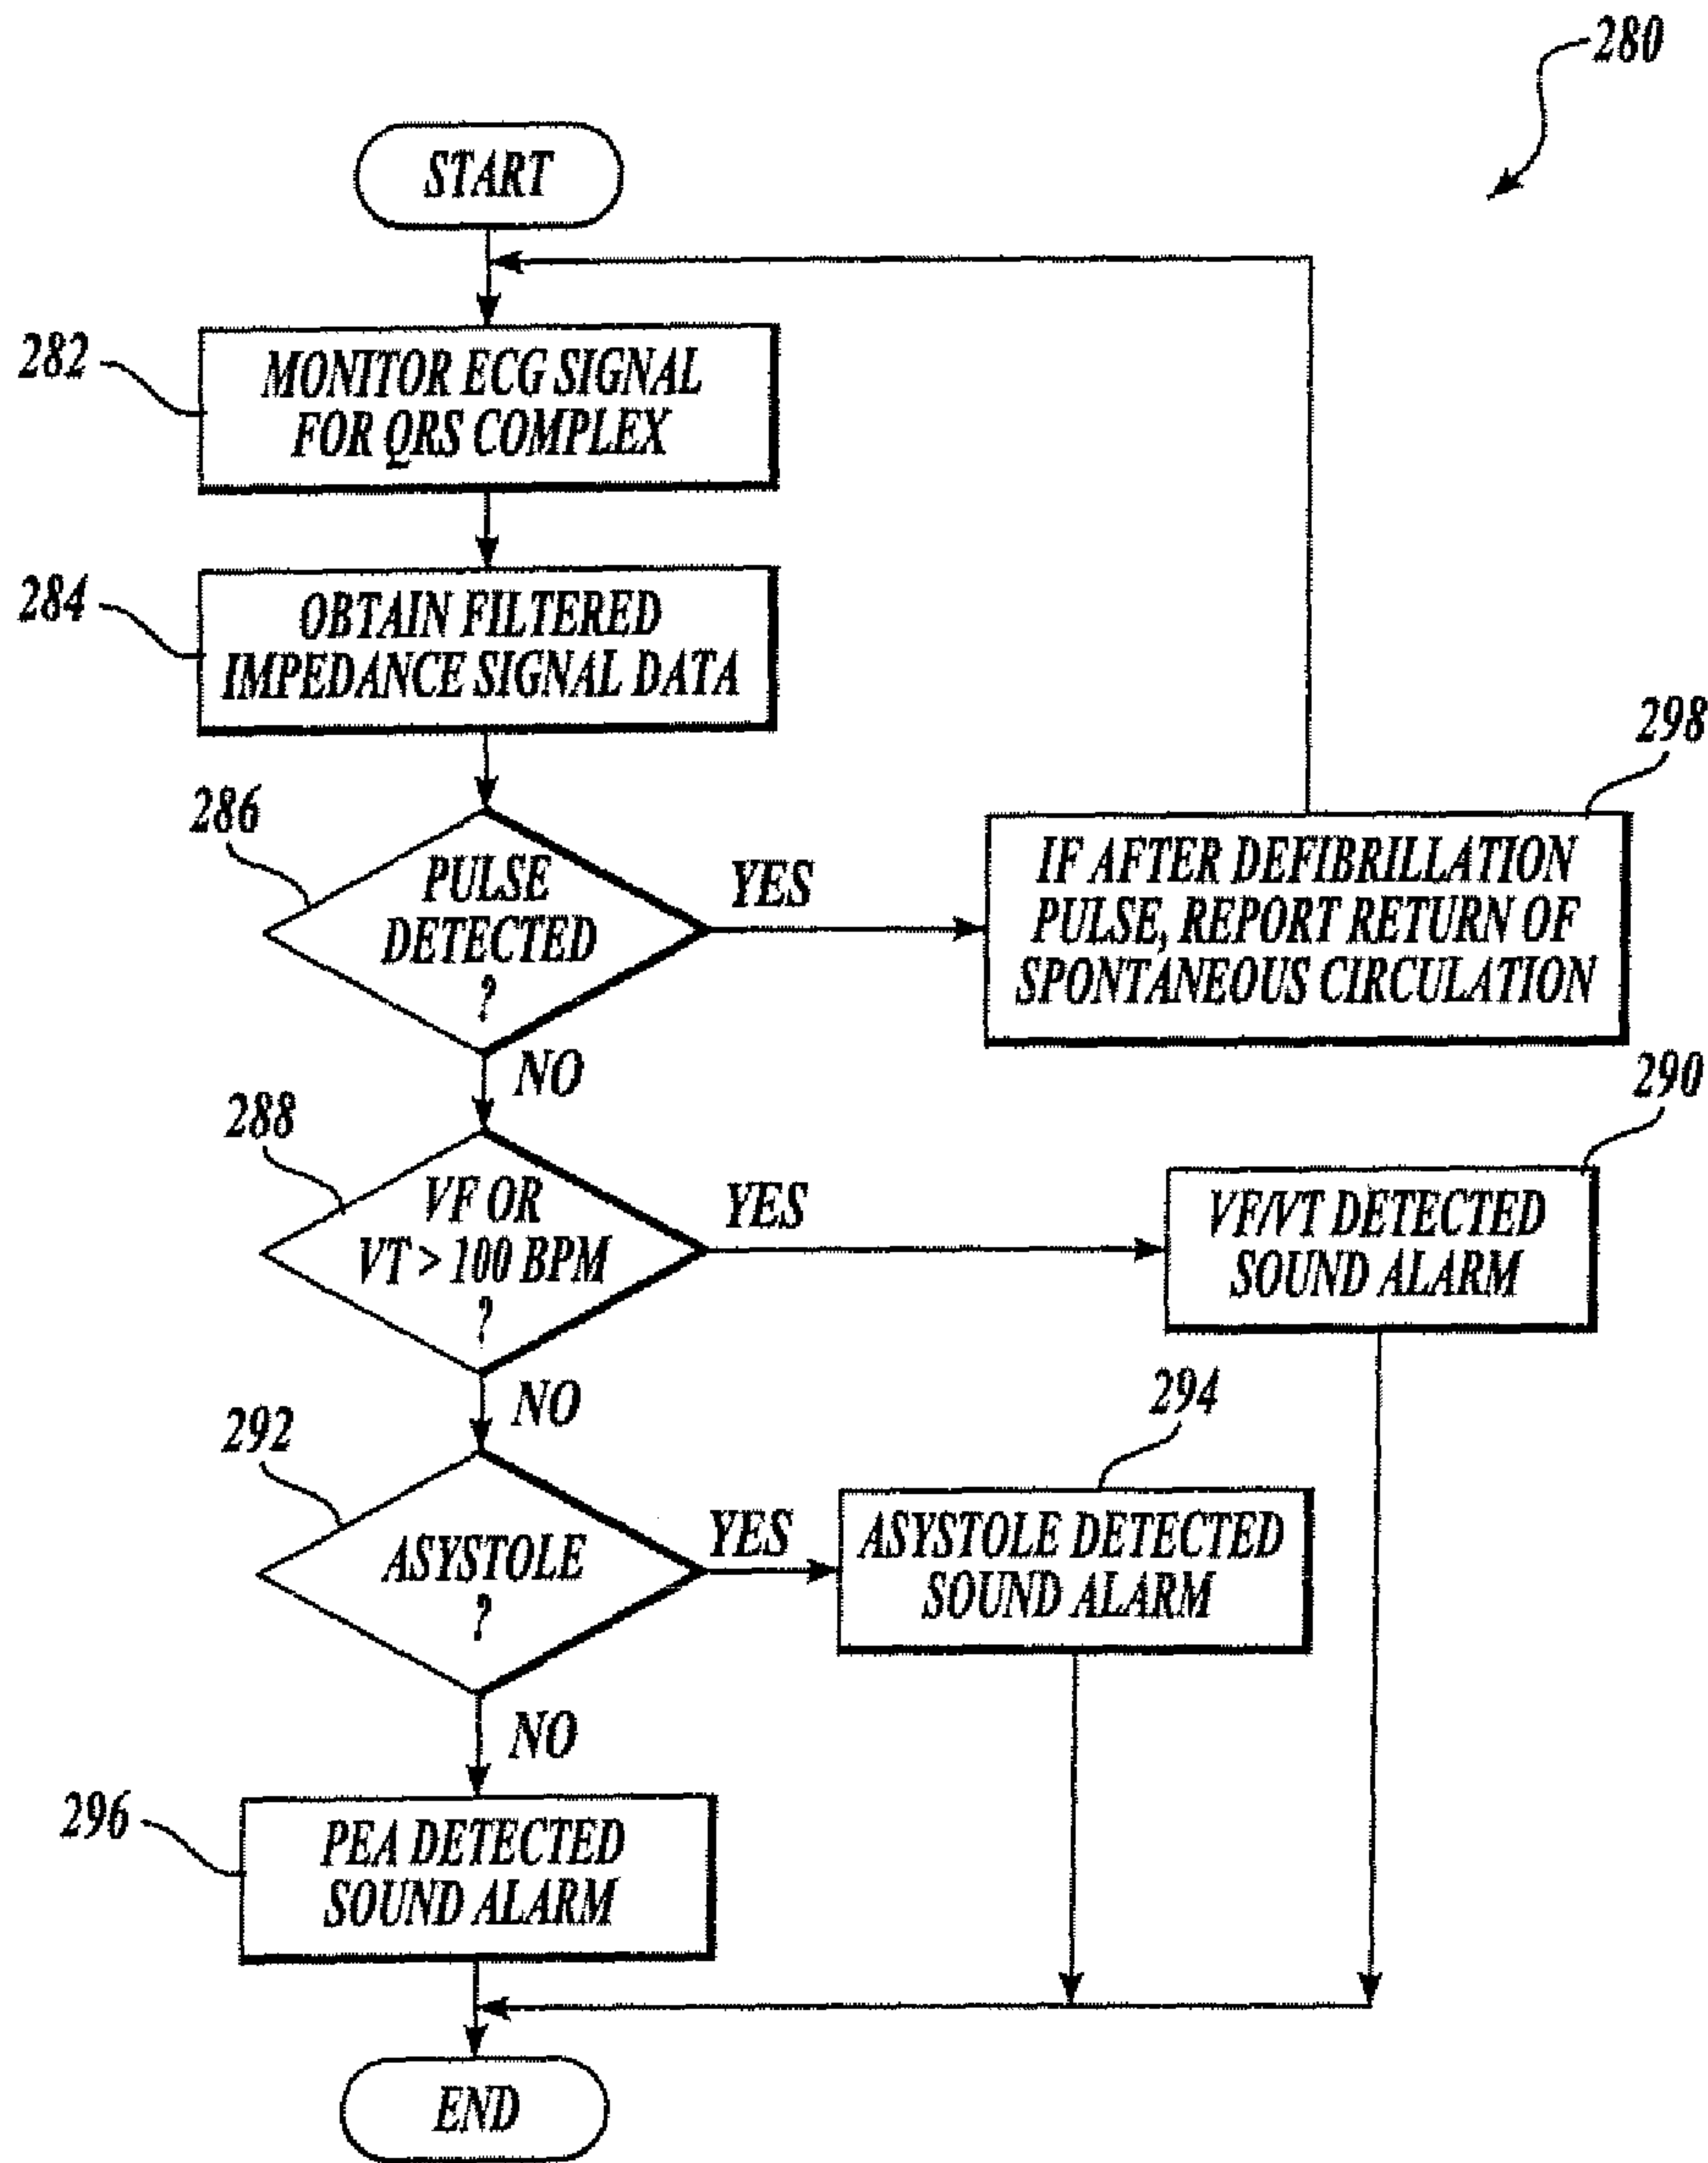 280
START
282
MONITOR ECG SIGNAL
FOR QRS COMPLEX
284
OBTAIN FILTERED
IMPEDANCE SIGNAL DATA
286
PULSE
DETECTED
?
YES
NO
298
IF AFTER DEFIBRILLATION
PULSE, REPORT RETURN OF
SPONTANEOUS CIRCULATION
288
VF OR
VT > 100 BPM
?
YES
NO
290
VF/VT DETECTED
SOUND ALARM
292
ASYSTOLE
?
YES
NO
294
ASYSTOLE DETECTED
SOUND ALARM
296
PEA DETECTED
SOUND ALARM
END